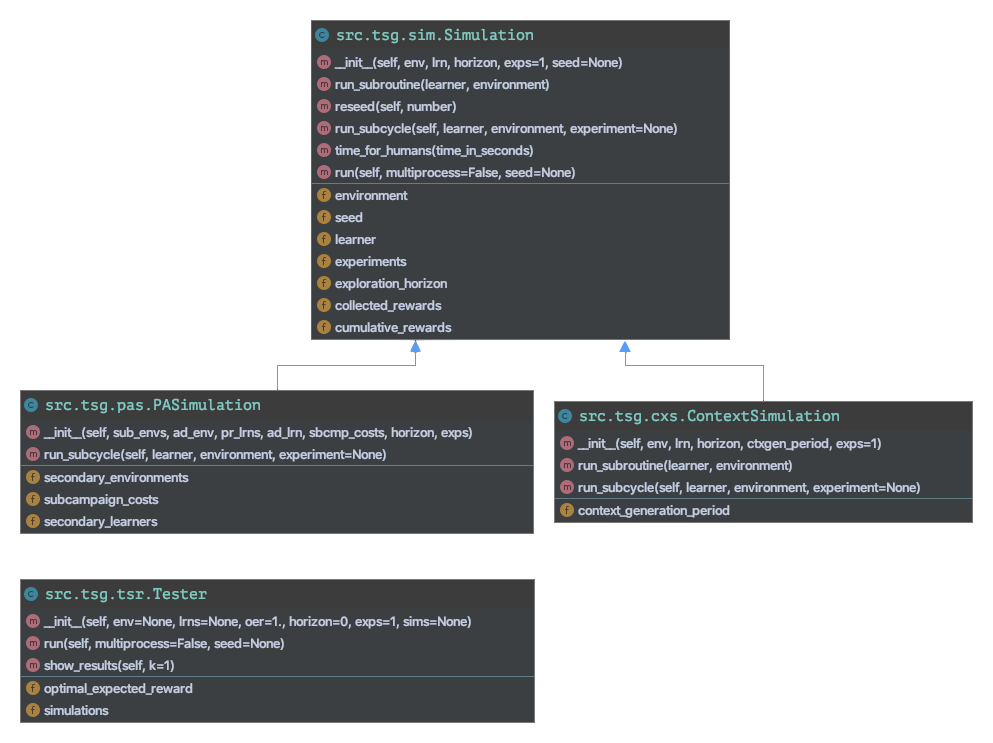 src.tsg.sim.Simulation
__init__(self, env, lrn, horizon, exps=1, seed=None)
run_subroutine(learner, environment)
reseed(self, number)
run_subcycle(self, learner, environment, experiment=None)
time_for_humans(time_in_seconds)
run(self, multiprocess=False, seed=None)
environment
seed
learner
experiments
exploration_horizon
collected_rewards
cumulative_rewards
src.tsg.pas.PASimulation
__init__(self, sub_envs, ad_env, pr_lrns, ad_lrn, sbcmp_costs, horizon, exps)
run_subcycle(self, learner, environment, experiment=None)
secondary_environments
subcampaign_costs
secondary_learners
src.tsg.cxs.ContextSimulation
__init__(self, env, lrn, horizon, ctxgen_period, exps=1)
run_subroutine(learner, environment)
run_subcycle(self, learner, environment, experiment=None)
context_generation_period
src.tsg.tsr.Tester
__init__(self, env=None, lrns=None, oer=1., horizon=0, exps=1, sims=None)
run(self, multiprocess=False, seed=None)
show_results(self, k=1)
optimal_expected_reward
simulations